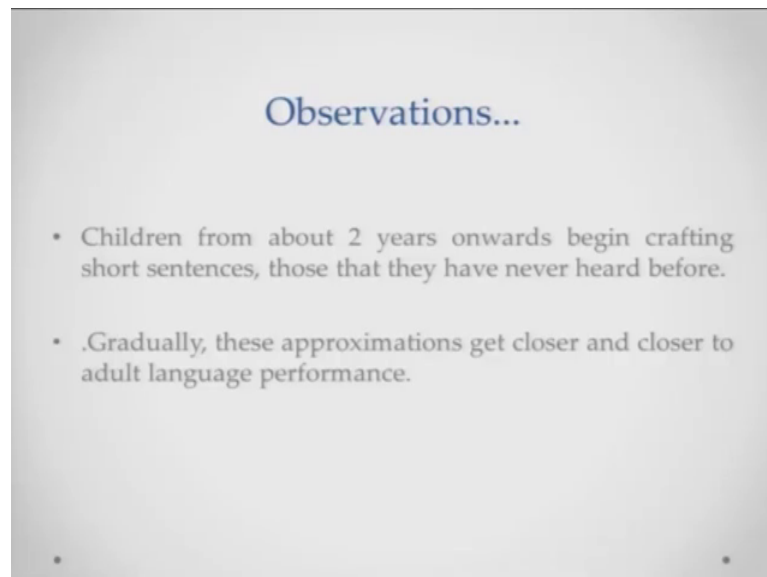 Observations...
• Children from about 2 years onwards begin crafting
short sentences, those that they have never heard before.
• .Gradually, these approximations get closer and closer to
adult language performance.